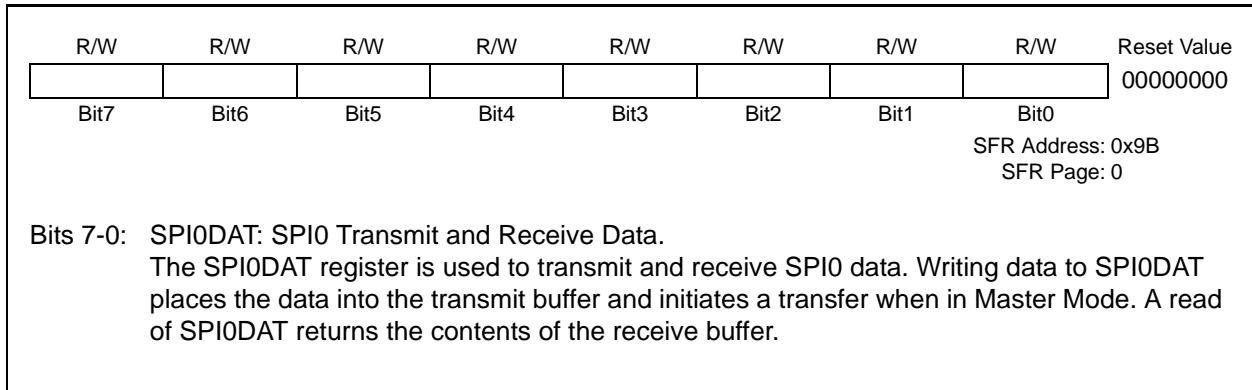 R/W R/W R/W R/W R/W R/W R/W R/W Reset Value
00000000
Bit7 Bit6 Bit5 Bit4 Bit3 Bit2 Bit1 Bit0
SFR Address: 0x9B
SFR Page: 0
Bits 7-0: SPI0DAT: SPI0 Transmit and Receive Data.
The SPI0DAT register is used to transmit and receive SPI0 data. Writing data to SPI0DAT
places the data into the transmit buffer and initiates a transfer when in Master Mode. A read
of SPI0DAT returns the contents of the receive buffer.